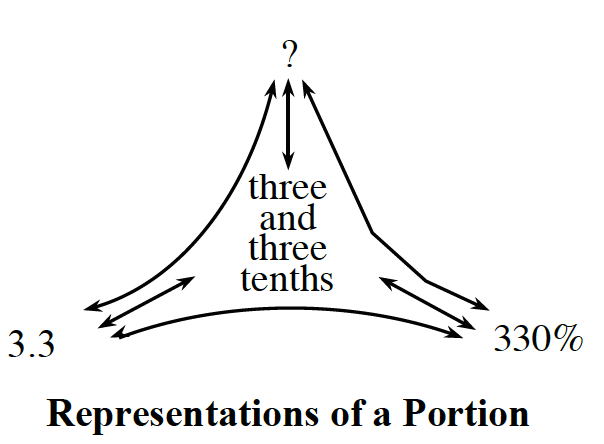 ?
three
and
three
tenths
3.3
330%
Representations of a Portion